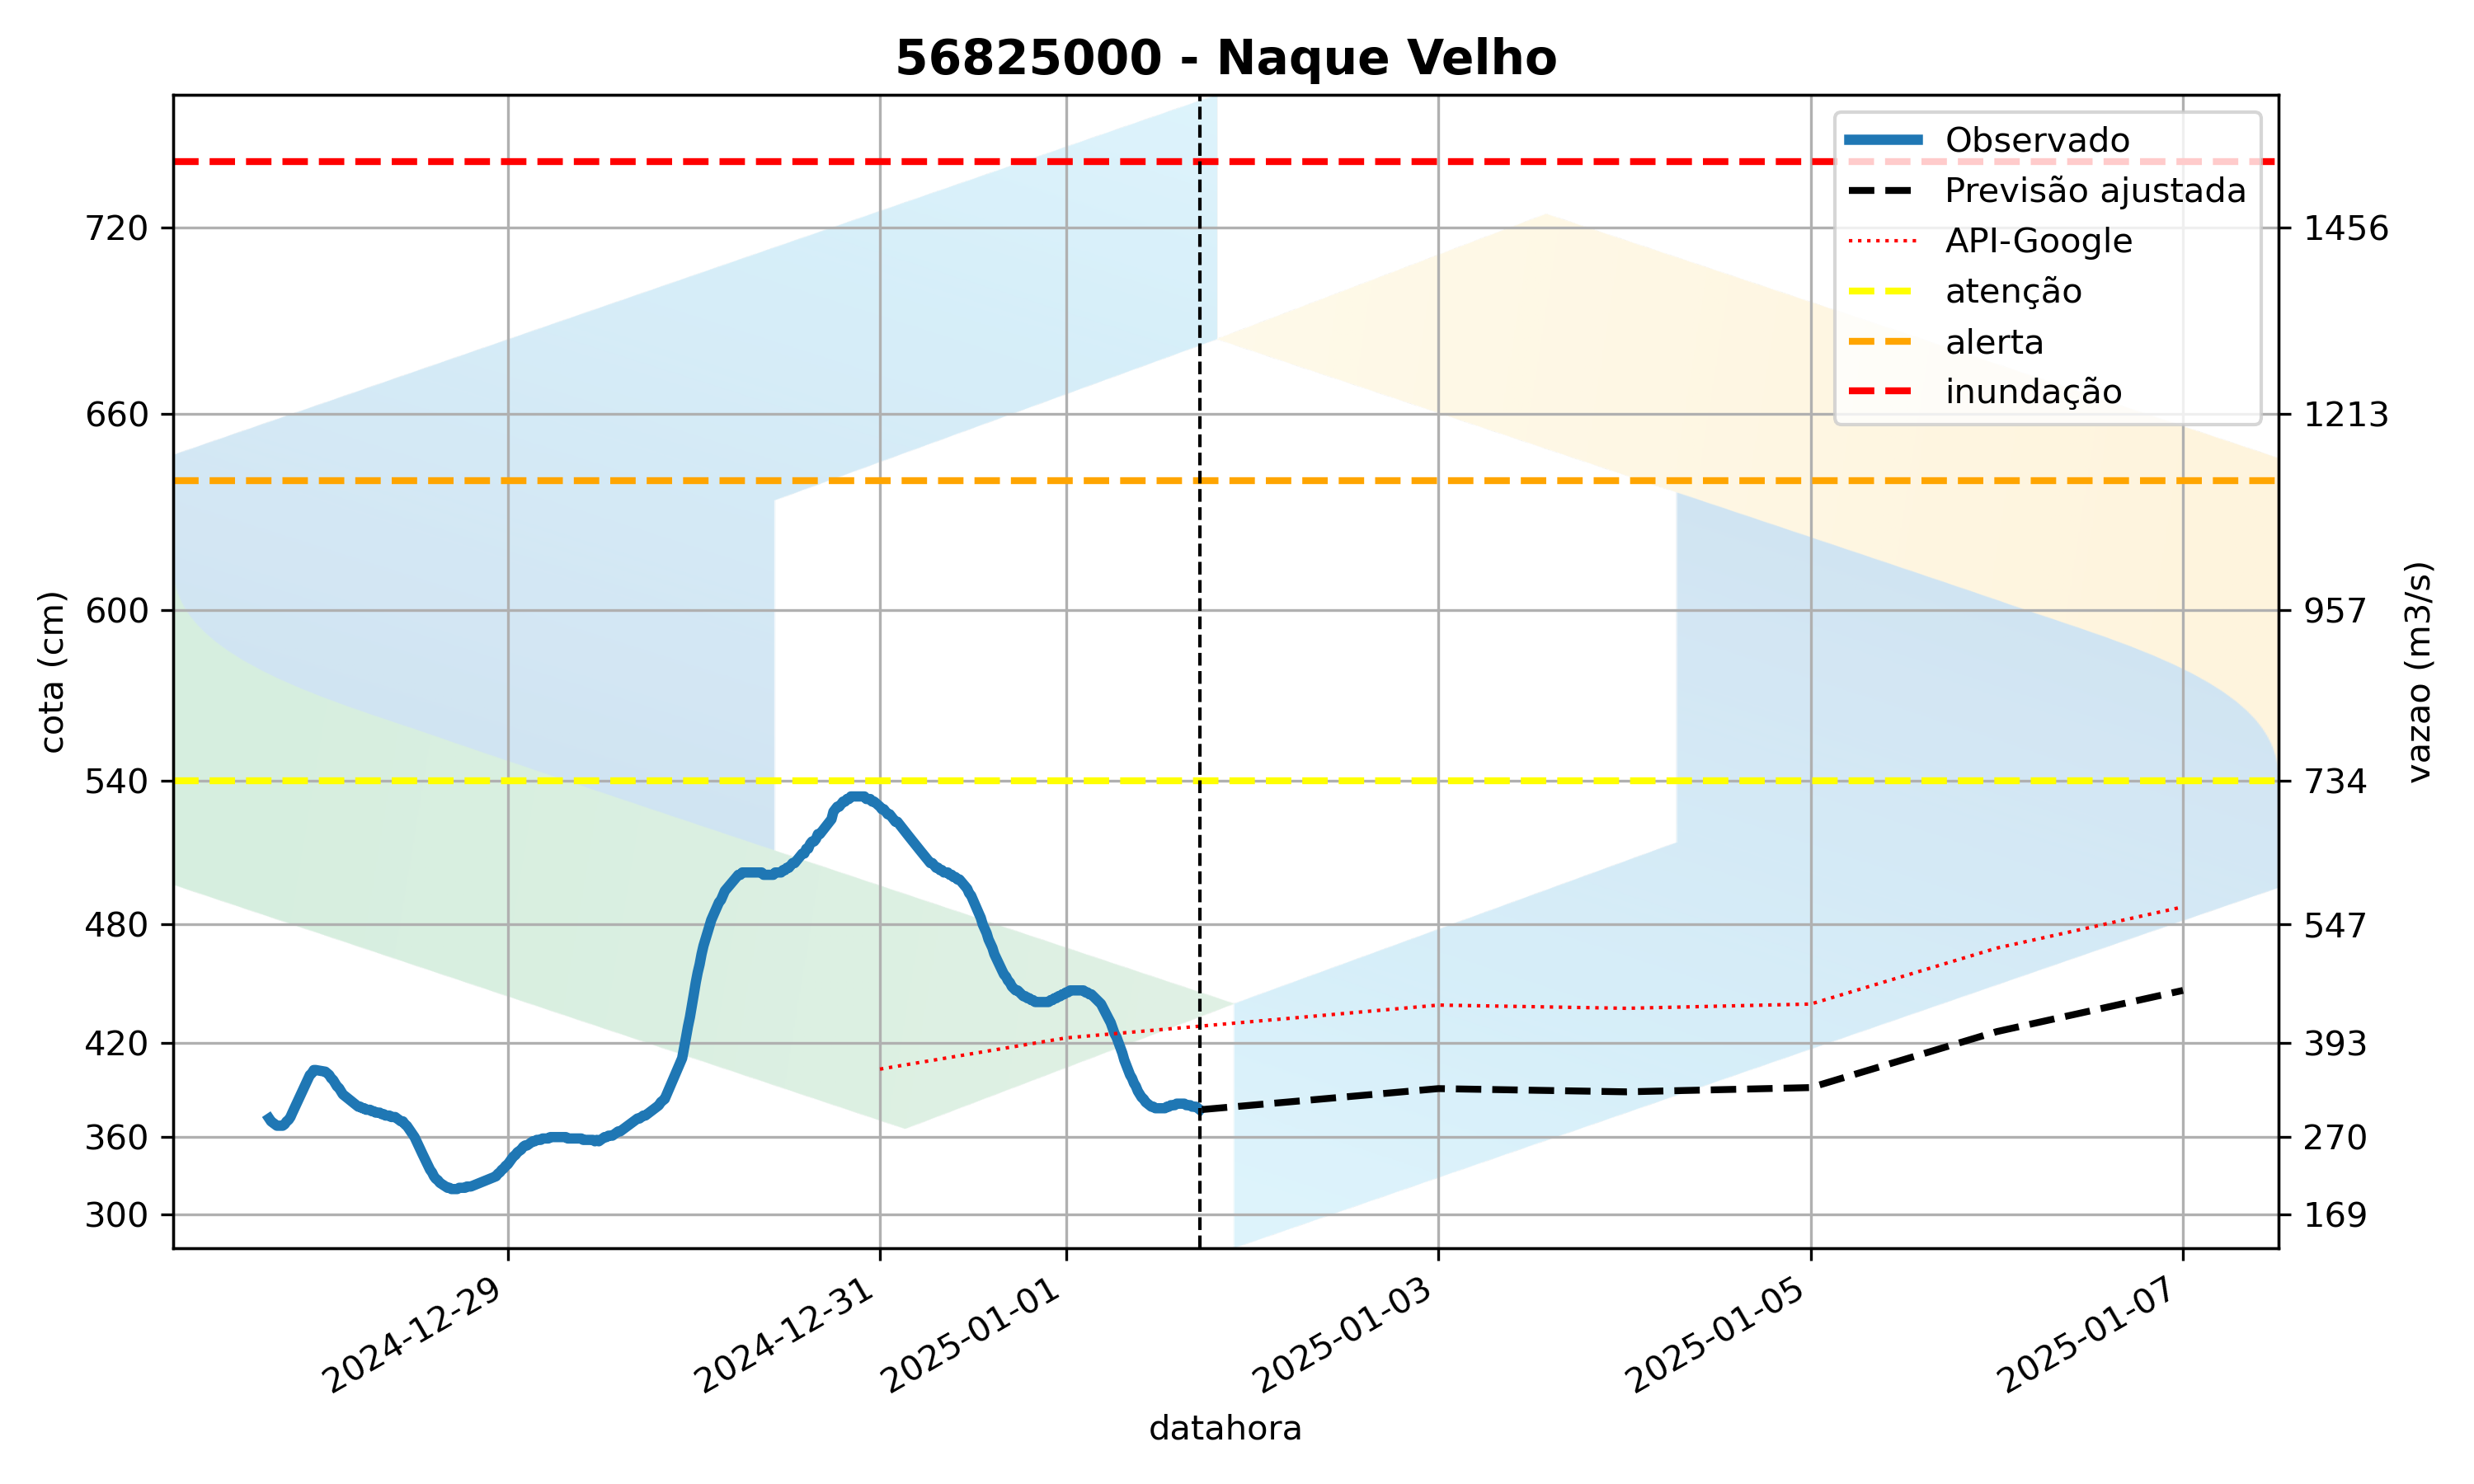 56825000 - Naque Velho
Observado
Previsão ajustada
API-Google
atenção
alerta
inundação
cota (cm)
720
660
600
540
480
420
360
300
vazao (m3/s)
1456
1213
957
734
547
393
270
169
2024-12-29
2024-12-31
2025-01-01
2025-01-03
2025-01-05
2025-01-07
datahora